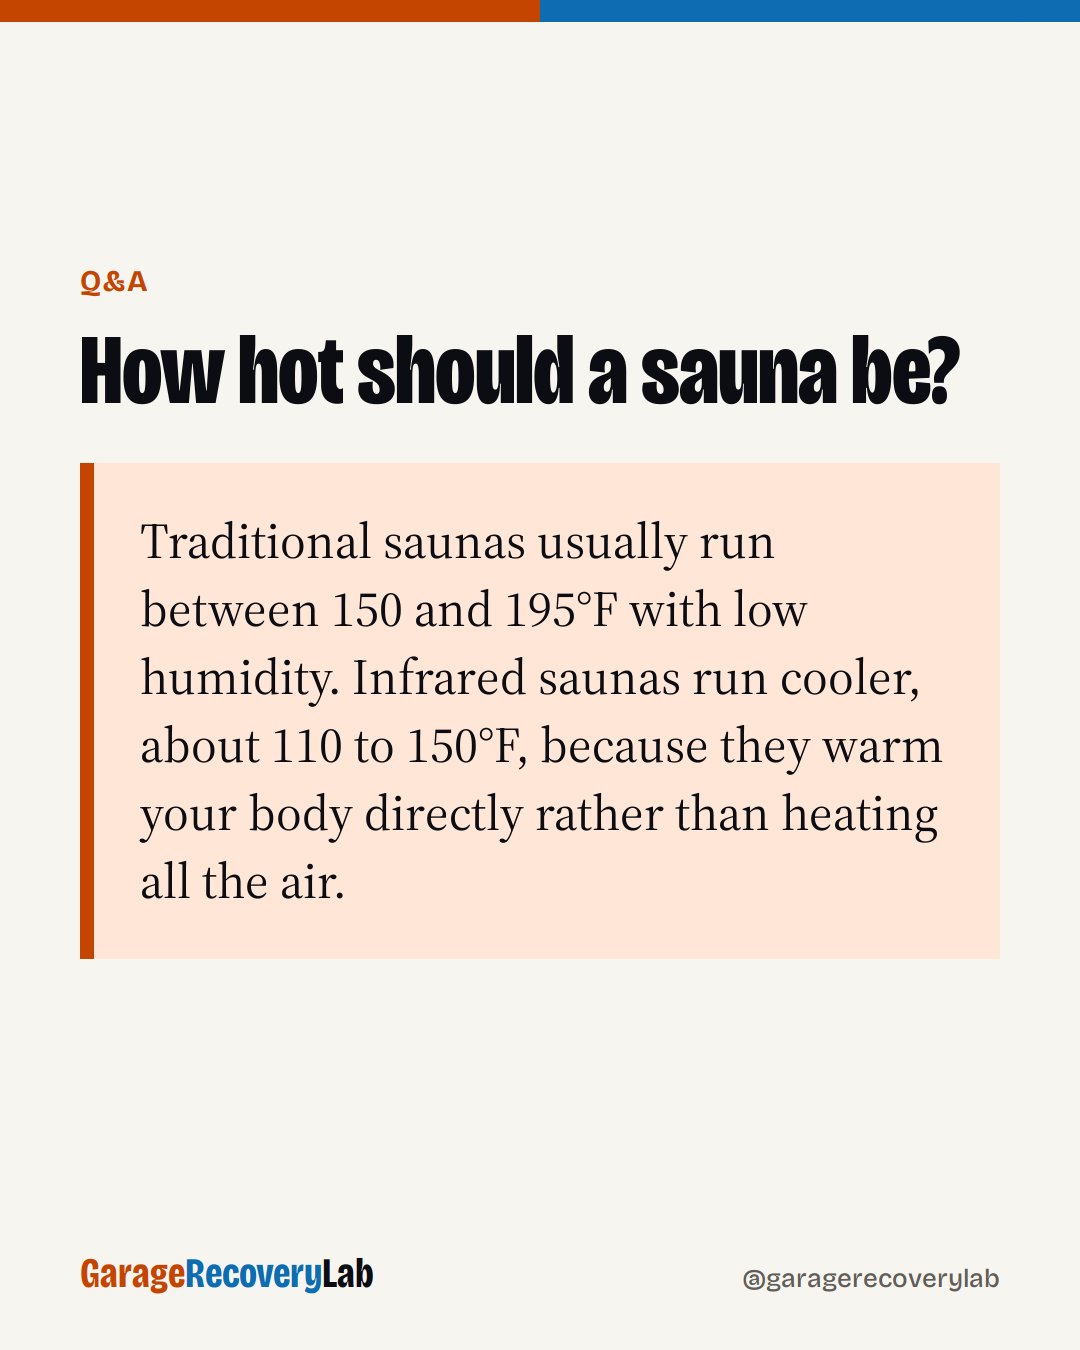 Q&A
How hot should a sauna be?
Traditional saunas usually run
between 150 and 195°F with low
humidity. Infrared saunas run cooler,
about 110 to 150°F, because they warm
your body directly rather than heating
all the air.
GarageRecoveryLab
@garagerecoverylab